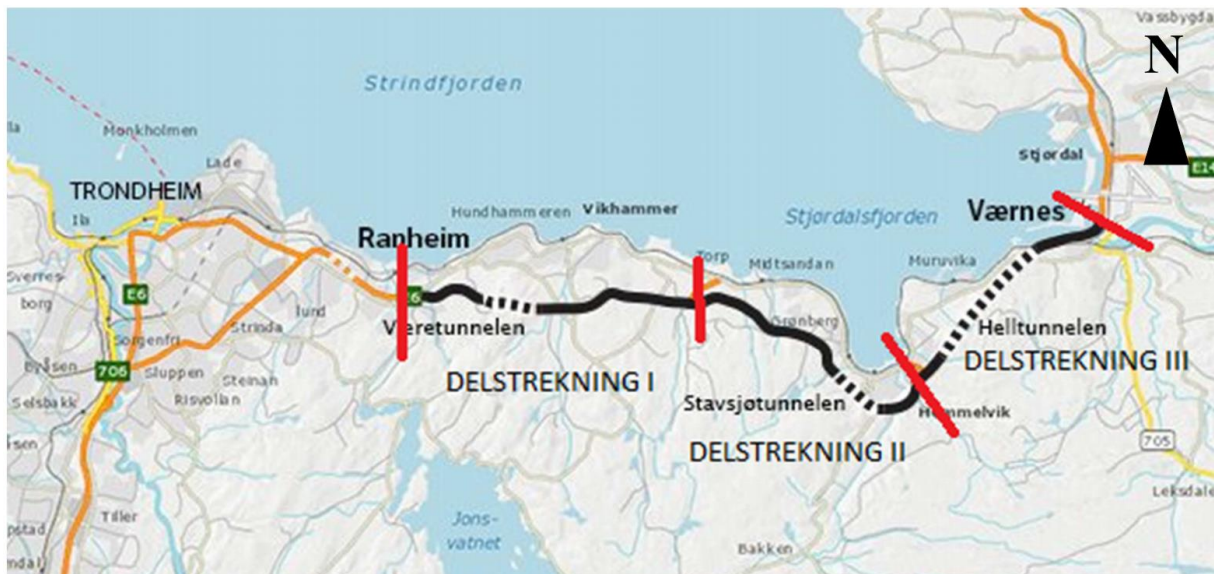 Vassbygda
N
Strindfjorden
Munkholmen
Lade
Stjørdal
E14
TRONDHEIM
Ila
Hundhammeren
Vikhammer
Stjørdalsfjorden
Værnes
Ranheim
Torp
Midtsandan
Muruvika
Sverres-
borg
E6
E6
lund
Væretunnelen
Grønberg
Helltunnelen
Strinda
Sorgenfri
DELSTREKNING III
Byåsen
706
Sluppen
Steinan
DELSTREKNING I
Risvollan
Selsbakk
Stavsjøtunnelen
Hommelvik
DELSTREKNING II
705
Leksdale
Tiller
Jons-
vatnet
Bakken